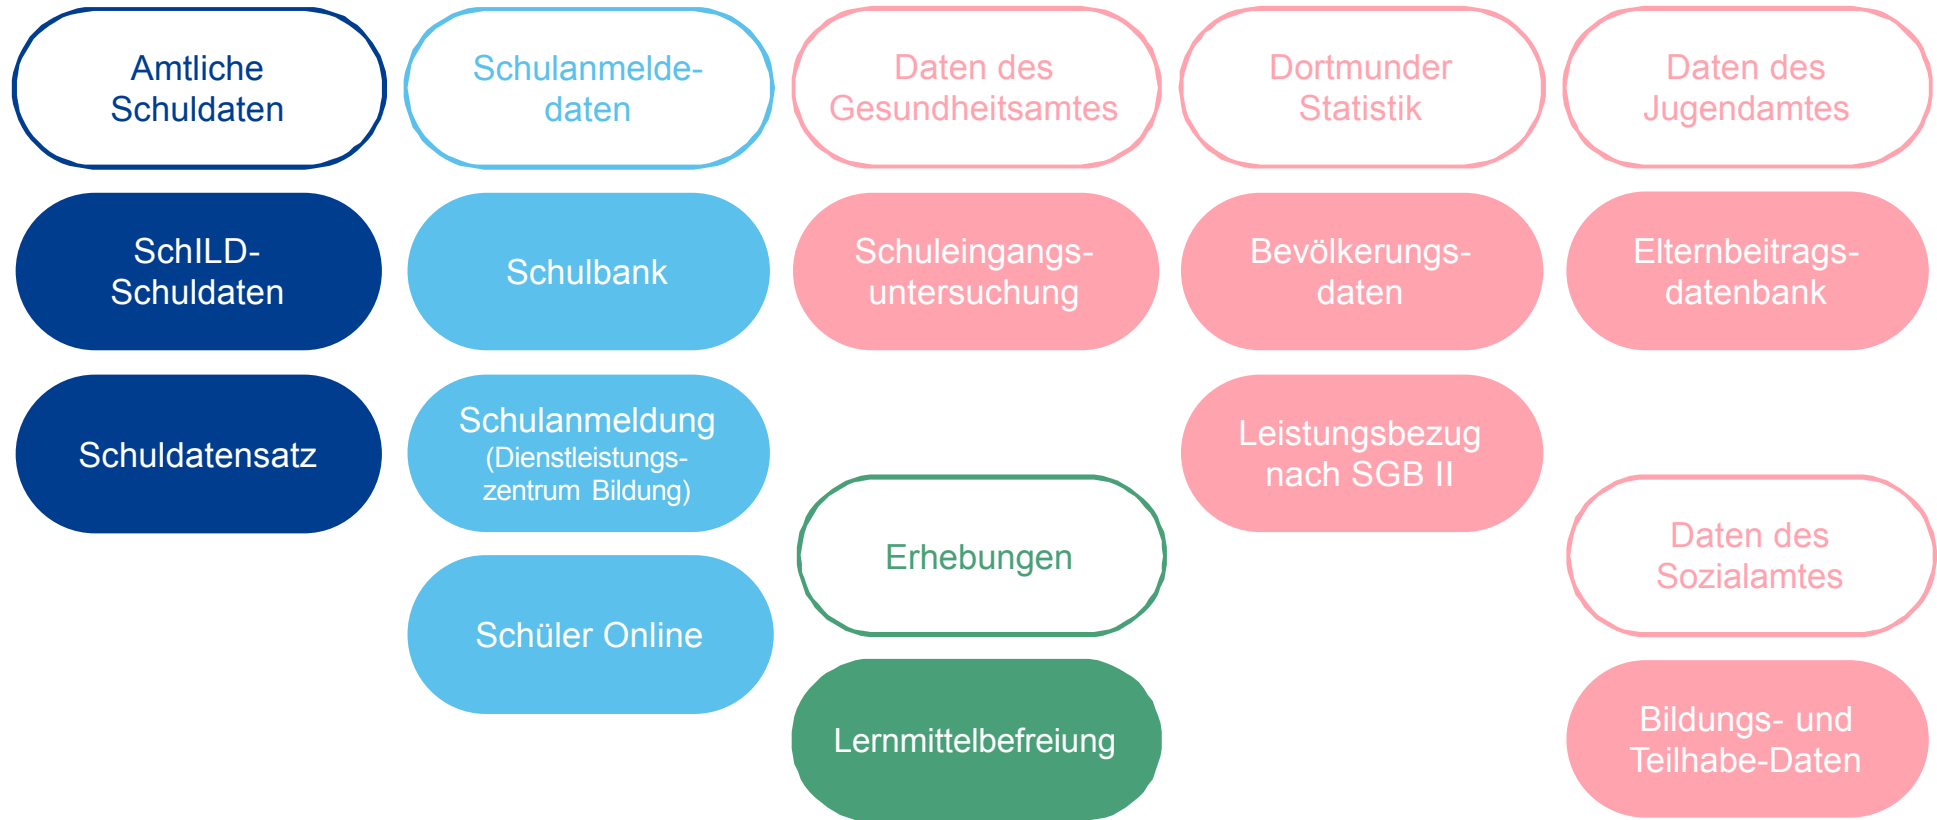 Amtliche
Schuldaten
Schulanmelde-
daten
Daten des
Gesundheitsamtes
Dortmunder
Statistik
Daten des
Jugendamtes
SchILD-
Schuldaten
Schulbank
Schuleingangs-
untersuchung
Bevölkerungs-
daten
Elternbeitrags-
datenbank
Schuldatensatz
Schulanmeldung
(Dienstleistungs-
zentrum Bildung)
Leistungsbezug
nach SGB II
Erhebungen
Daten des
Sozialamtes
Schüler Online
Lernmittelbefreiung
Bildungs- und
Teilhabe-Daten